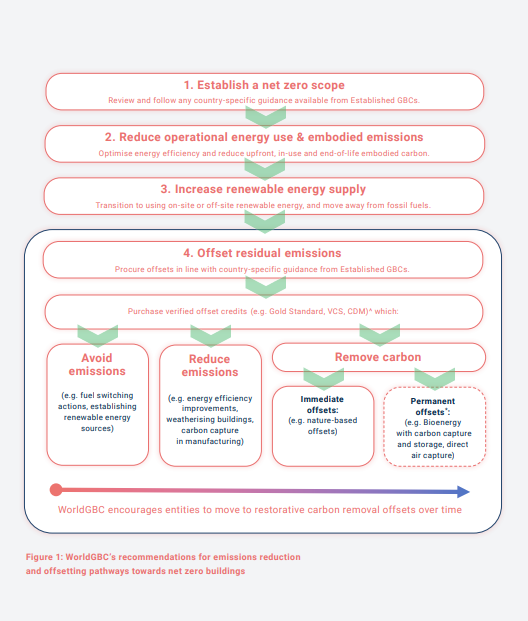 1. Establish a net zero scope
Review and follow any country-specific guidance available from Established GBCs.
2. Reduce operational energy use & embodied emissions
Optimise energy efficiency and reduce upfront, in-use and end-of-life embodied carbon.
3. Increase renewable energy supply
Transition to using on-site or off-site renewable energy, and move away from fossil fuels.
4. Offset residual emissions
Procure offsets in line with country-specific guidance from Established GBCs.
Purchase verified offset credits (e.g. Gold Standard, VCS, CDM)^ which:
Avoid
emissions
(e.g. fuel switching
actions, establishing
renewable energy
sources)
Reduce
emissions
(e.g. energy efficiency
improvements,
weatherising buildings,
carbon capture
in manufacturing)
Remove carbon
Immediate
offsets:
(e.g. nature-based
offsets)
Permanent
offsets*:
(e.g. Bioenergy
with carbon capture
and storage, direct
air capture)
WorldGBC encourages entities to move to restorative carbon removal offsets over time
Figure 1: WorldGBC's recommendations for emissions reduction
and offsetting pathways towards net zero buildings